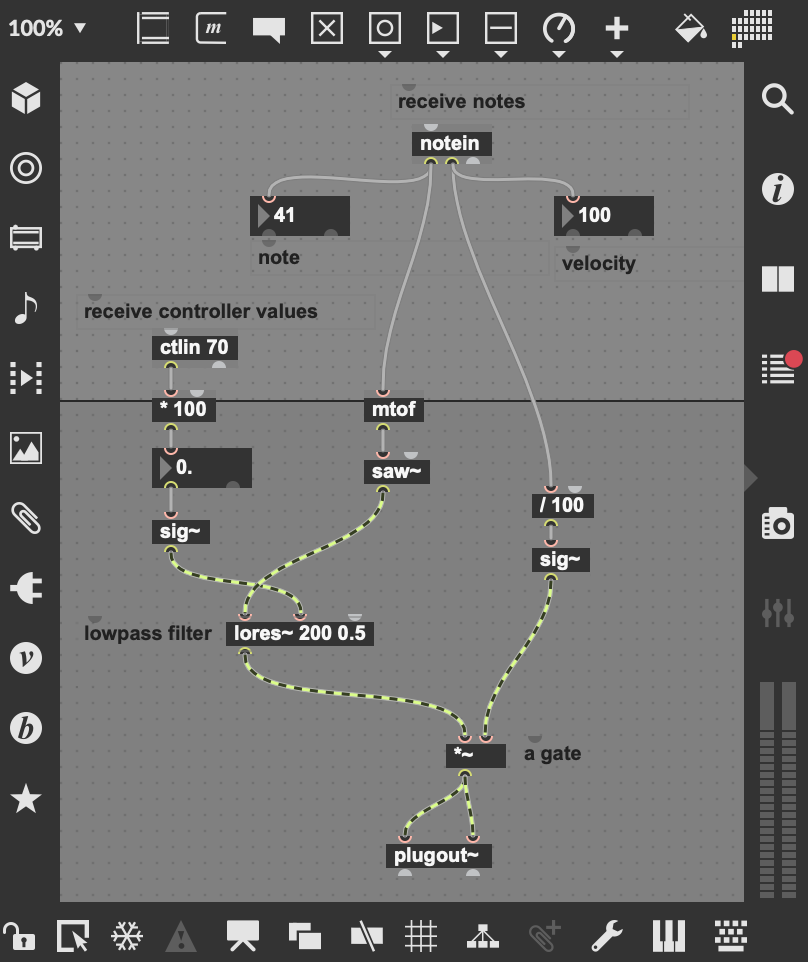 100%
m
receive notes
notein
41
100
note
velocity
receive controller values
ctlin 70
* 100
mtof
0.
saw~
/ 100
sig~
sig~
lowpass filter
lores~ 200 0.5
*~
a gate
plugout~
i
v
b